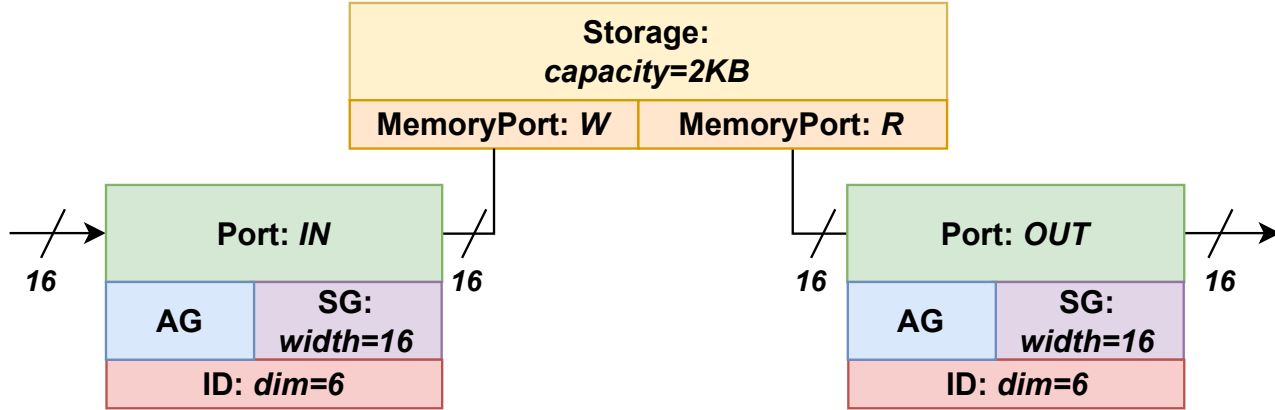 Storage:
capacity=2KB
MemoryPort: W
MemoryPort: R
16
Port: IN
16
16
Port: OUT
16
AG
SG:
width=16
AG
SG:
width=16
ID: dim=6
ID: dim=6